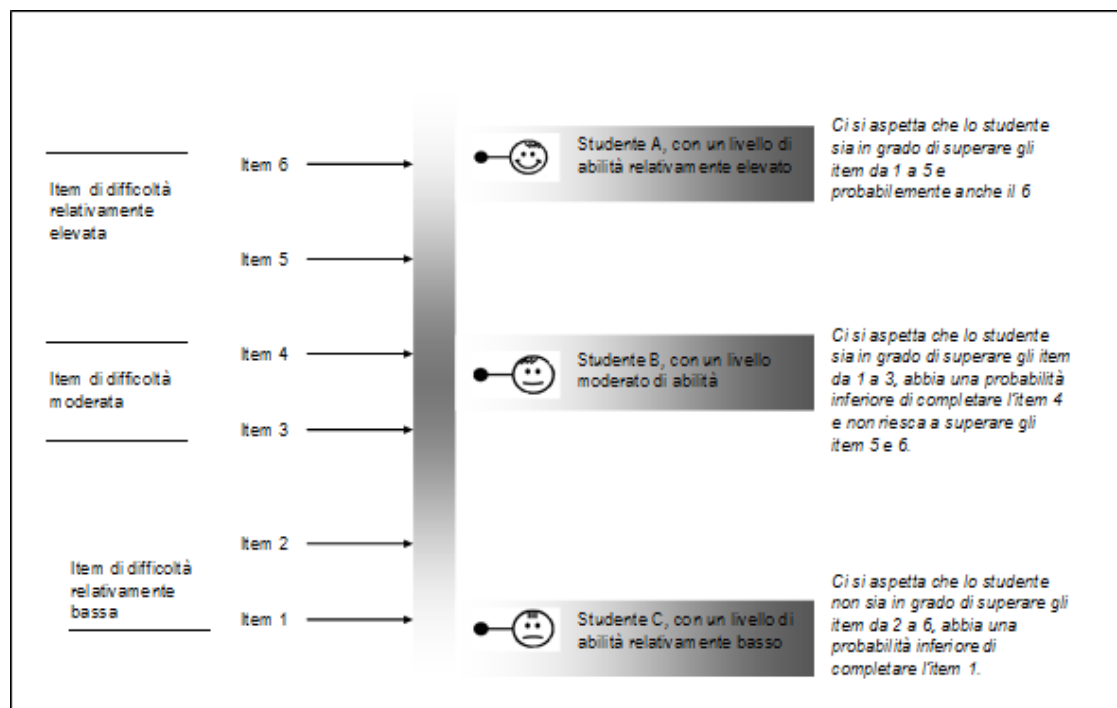 Item di difficoltà
relativamente
elevata
Item di difficoltà
moderata
Item di difficoltà
relativamente
bassa
Item 6
Item 5
Item 4
Item 3
Item 2
Item 1
Studente A, con un livello di
abilità relativamente elevato
Ci si aspetta che lo studente
sia in grado di superare gli
item da 1 a 5 e
probabilmente anche il 6
Studente B, con un livello
moderato di abilità
Ci si aspetta che lo studente
sia in grado di superare gli item
da 1 a 3, abbia una probabilità
inferiore di completare l'item 4
e non riesca a superare gli
item 5 e 6.
Studente C, con un livello di
abilità relativamente basso
Ci si aspetta che lo studente
non sia in grado di superare gli
item da 2 a 6, abbia una
probabilità inferiore di
completare l'item 1.